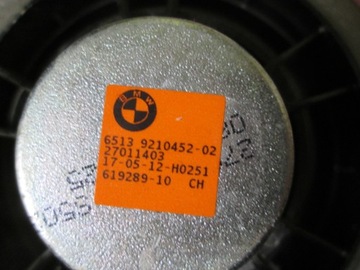 BMW
6513 9210452-02
27011403
17-05-12-H0251
619289-10 CH